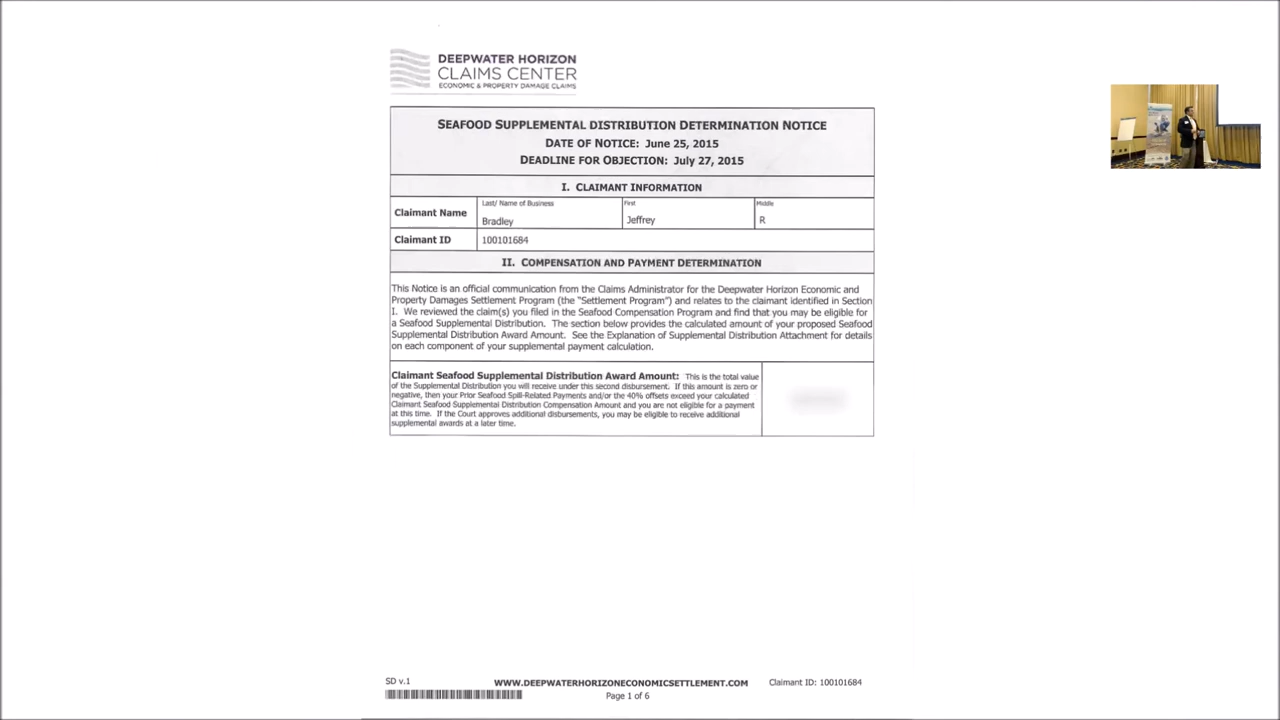 DEEPWATER HORIZON
CLAIMS CENTER
ECONOMIC & PROPERTY DAMAGE CLAIMS
SEAFOOD SUPPLEMENTAL DISTRIBUTION DETERMINATION NOTICE
DATE OF NOTICE: June 25, 2015
DEADLINE FOR OBJECTION: July 27, 2015
I. CLAIMANT INFORMATION
Claimant Name
Last/ Name of Business
Bradley
First
Jeffrey
Middle
R
Claimant ID
100101684
II. COMPENSATION AND PAYMENT DETERMINATION
This Notice is an official communication from the Claims Administrator for the Deepwater Horizon Economic and
Property Damages Settlement Program (the “Settlement Program”) and relates to the claimant identified in Section
I. We reviewed the claim(s) you filed in the Seafood Compensation Program and find that you may be eligible for
a Seafood Supplemental Distribution. The section below provides the calculated amount of your proposed Seafood
Supplemental Distribution Award Amount. See the Explanation of Supplemental Distribution Attachment for details
on each component of your supplemental payment calculation.
Claimant Seafood Supplemental Distribution Award Amount: This is the total value
of the Supplemental Distribution you will receive under this second disbursement. If this amount is zero or
negative, then your Prior Seafood Spill-Related Payments and/or the 40% offsets exceed your calculated
Claimant Seafood Supplemental Distribution Compensation Amount and you are not eligible for a payment
at this time. If the Court approves additional disbursements, you may be eligible to receive additional
supplemental awards at a later time.
SD v.1
WWW.DEEPWATERHORIZONECONOMICSETTLEMENT.COM
Claimant ID: 100101684
Page 1 of 6